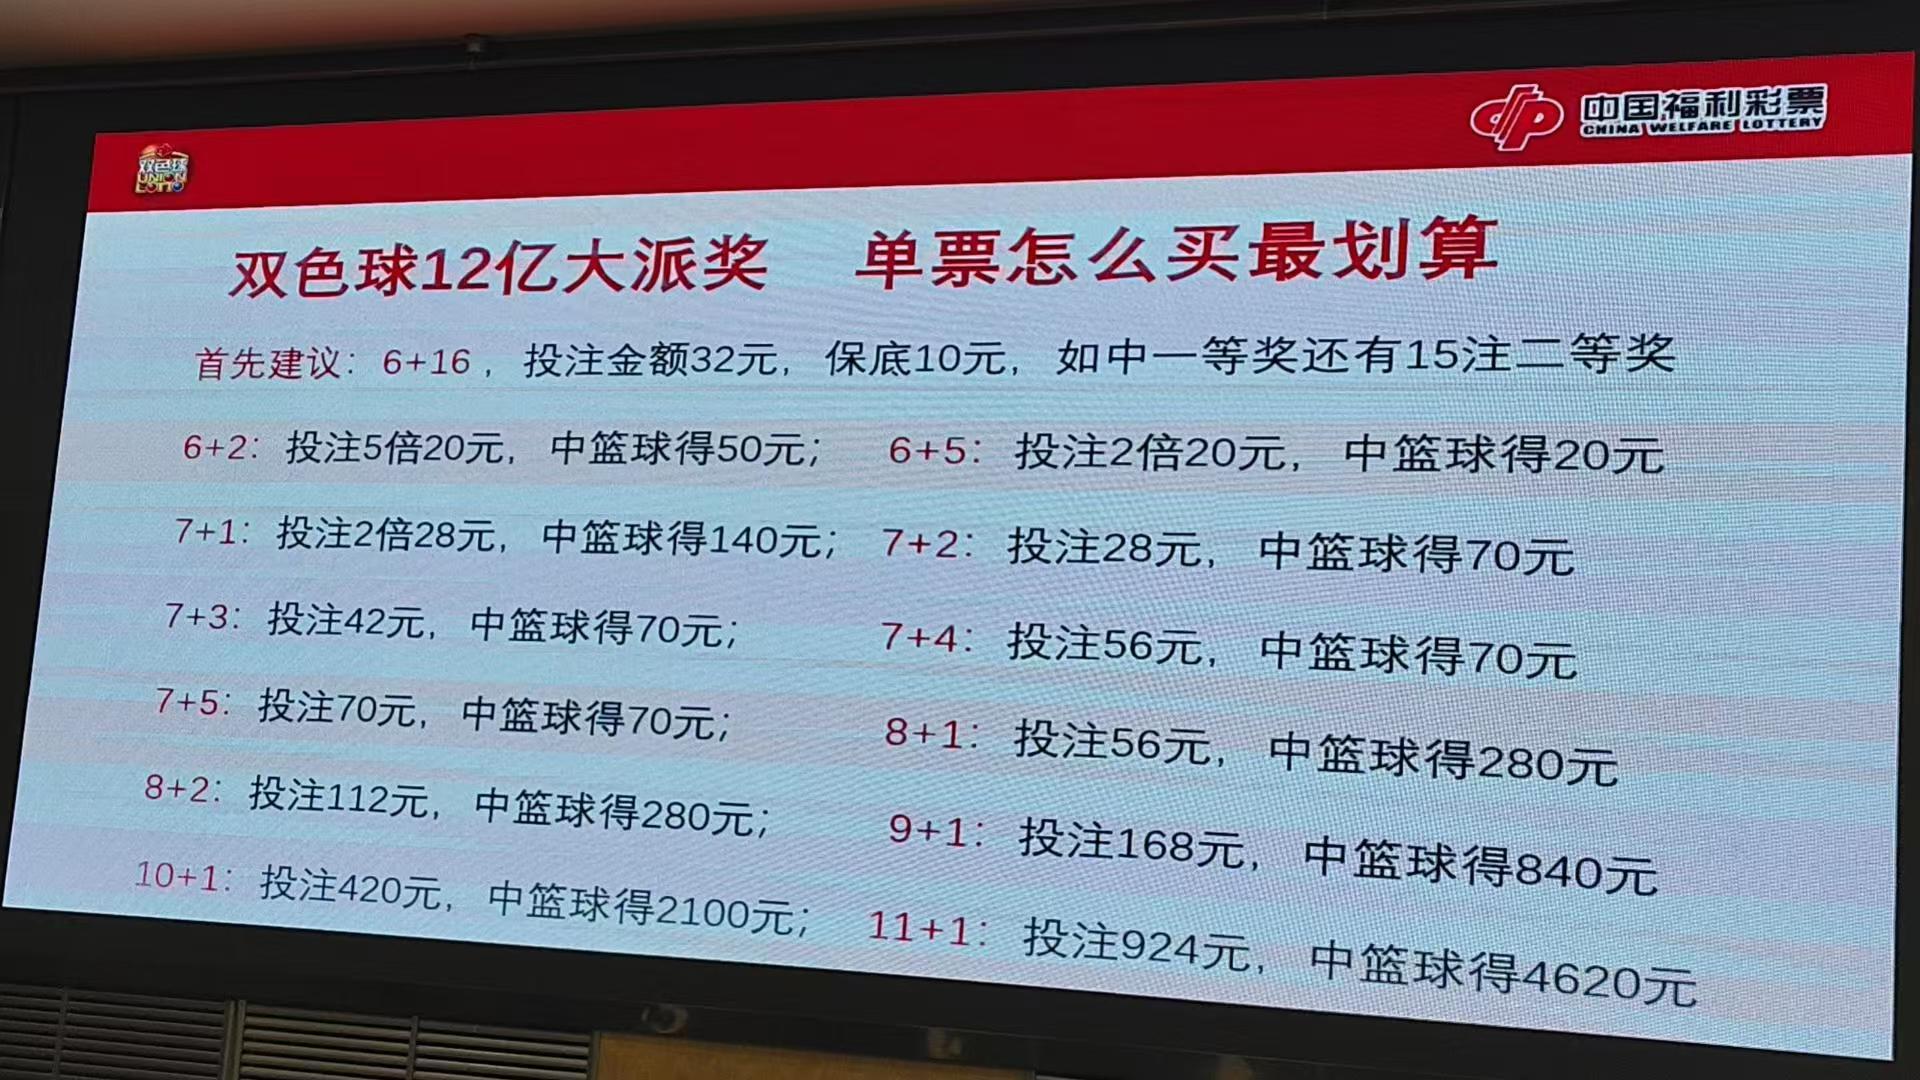 双色球
UNION
LOTTO
中国福利彩票
CHINA WELFARE LOTTERY
双色球12亿大派奖 单票怎么买最划算
首先建议：6+16，投注金额32元，保底10元，如中一等奖还有15注二等奖
6+2：投注5倍20元，中篮球得50元； 6+5：投注2倍20元，中篮球得20元
7+1：投注2倍28元，中篮球得140元； 7+2：投注28元，中篮球得70元
7+3：投注42元，中篮球得70元； 7+4：投注56元，中篮球得70元
7+5：投注70元，中篮球得70元； 8+1：投注56元，中篮球得280元
8+2：投注112元，中篮球得280元； 9+1：投注168元，中篮球得840元
10+1：投注420元，中篮球得2100元； 11+1：投注924元，中篮球得4620元